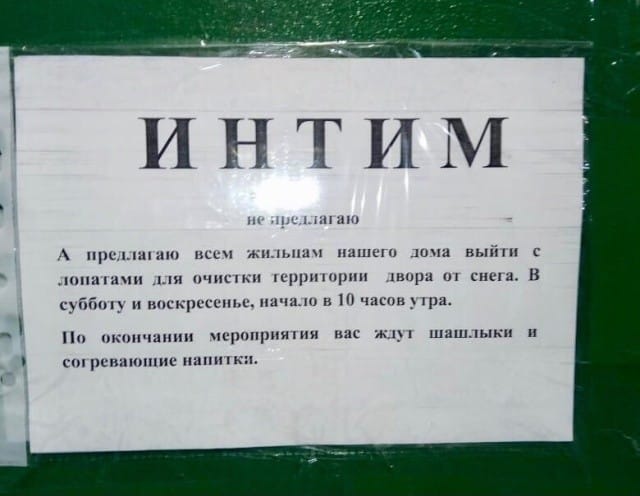 ИНТИМ
не предлагаю
А предлагаю всем жильцам нашего дома выйти с
лопатами для очистки территории двора от снега. В
субботу и воскресенье, начало в 10 часов утра.
По окончании мероприятия вас ждут шашлыки и
согревающие напитки.